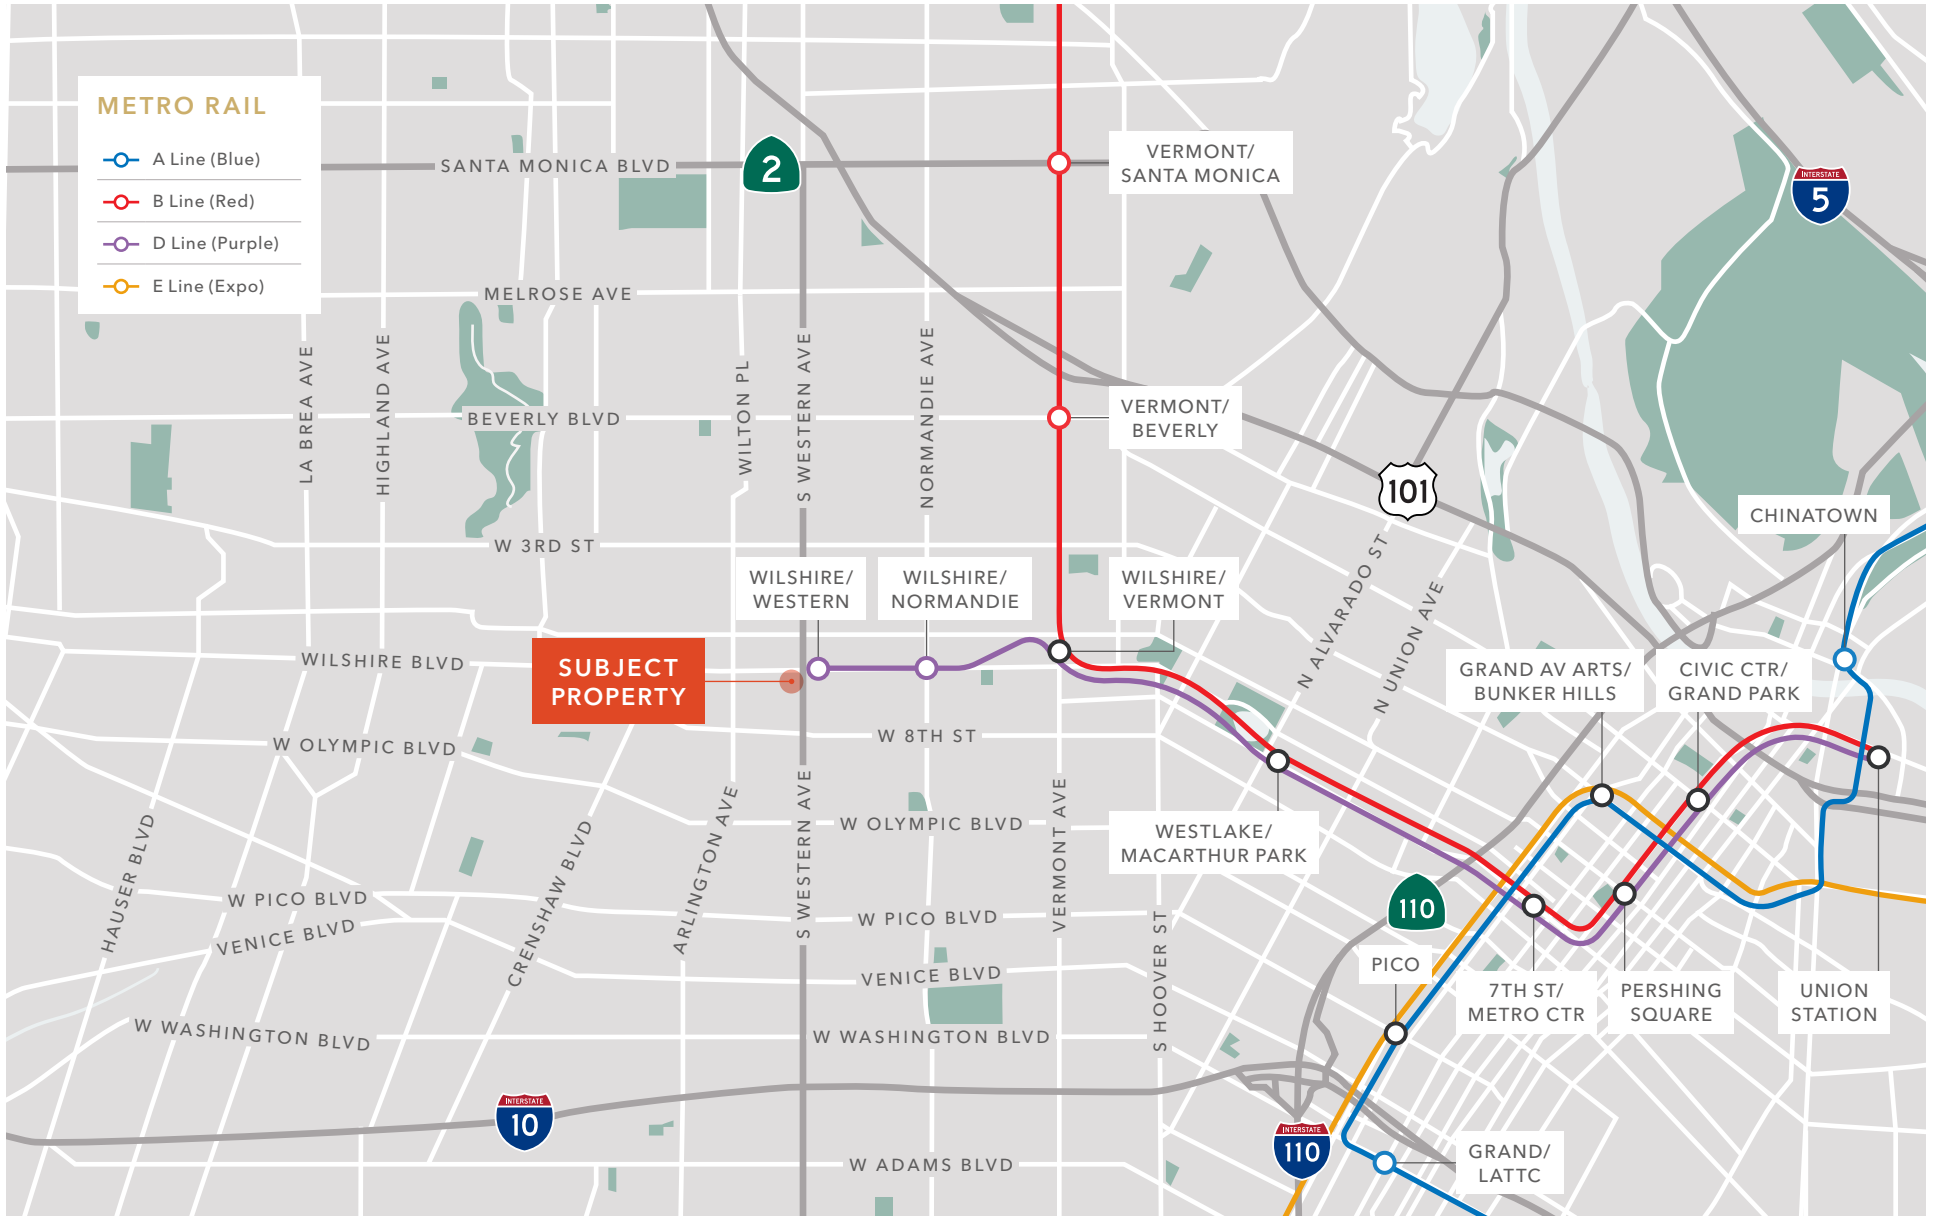 METRO RAIL
A Line (Blue)
B Line (Red)
D Line (Purple)
E Line (Expo)
SANTA MONICA BLVD
2
VERMONT/
SANTA MONICA
INTERSTATE
5
MELROSE AVE
LA BREA AVE
HIGHLAND AVE
WILTON PL
S WESTERN AVE
NORMANDIE AVE
BEVERLY BLVD
VERMONT/
BEVERLY
101
CHINATOWN
W 3RD ST
WILSHIRE/
WESTERN
WILSHIRE/
NORMANDIE
WILSHIRE/
VERMONT
N ALVARADO ST
N UNION AVE
WILSHIRE BLVD
SUBJECT
PROPERTY
GRAND AV ARTS/
BUNKER HILLS
CIVIC CTR/
GRAND PARK
W OLYMPIC BLVD
W 8TH ST
HAUSER BLVD
CRENSHAW BLVD
ARLINGTON AVE
S WESTERN AVE
W OLYMPIC BLVD
VERMONT AVE
WESTLAKE/
MACARTHUR PARK
W PICO BLVD
VENICE BLVD
W PICO BLVD
110
S HOOVER ST
PICO
VENICE BLVD
7TH ST/
METRO CTR
PERSHING
SQUARE
UNION
STATION
W WASHINGTON BLVD
W WASHINGTON BLVD
INTERSTATE
10
INTERSTATE
110
W ADAMS BLVD
GRAND/
LATTC